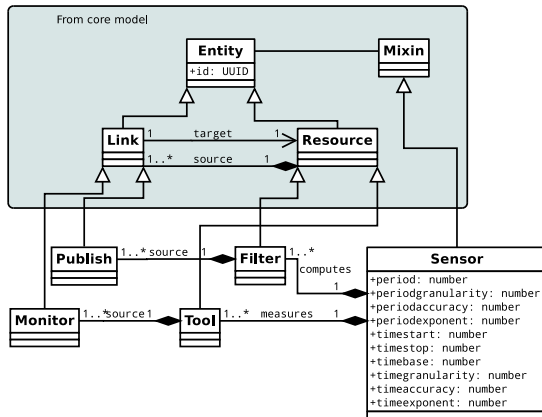 From core model
Entity
+id: UUID
Mixin
Link
1 target 1
Resource
1..* source 1
Publish
1..* source 1
Filter
1..*
computes
1
Sensor
+period: number
+periodgranularity: number
+periodaccuracy: number
+periodexponent: number
+timestart: number
+timestop: number
+timebase: number
+timegranularity: number
+timeaccuracy: number
+timeexponent: number
Monitor
1..* source 1
Tool
1..* measures 1